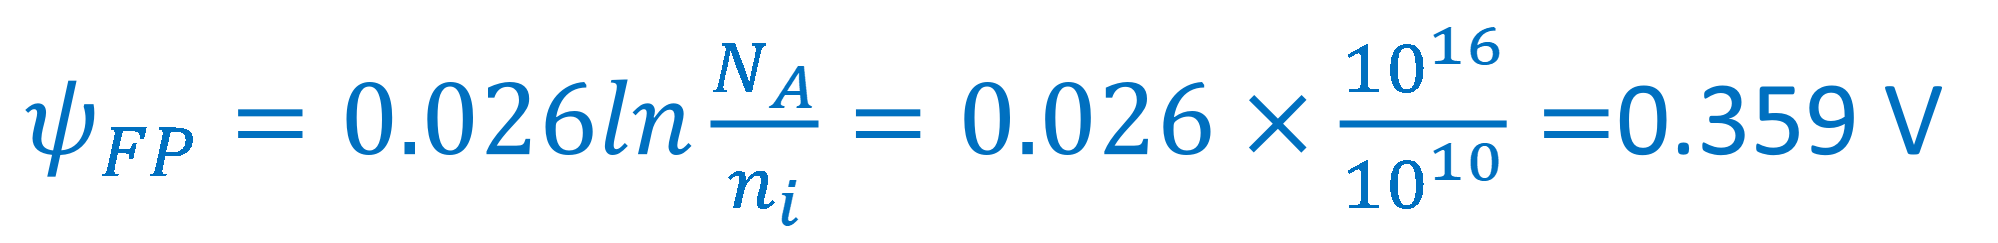 ψ_FP = 0.026ln N_A/n_i = 0.026 × 10^16/10^10 =0.359 V